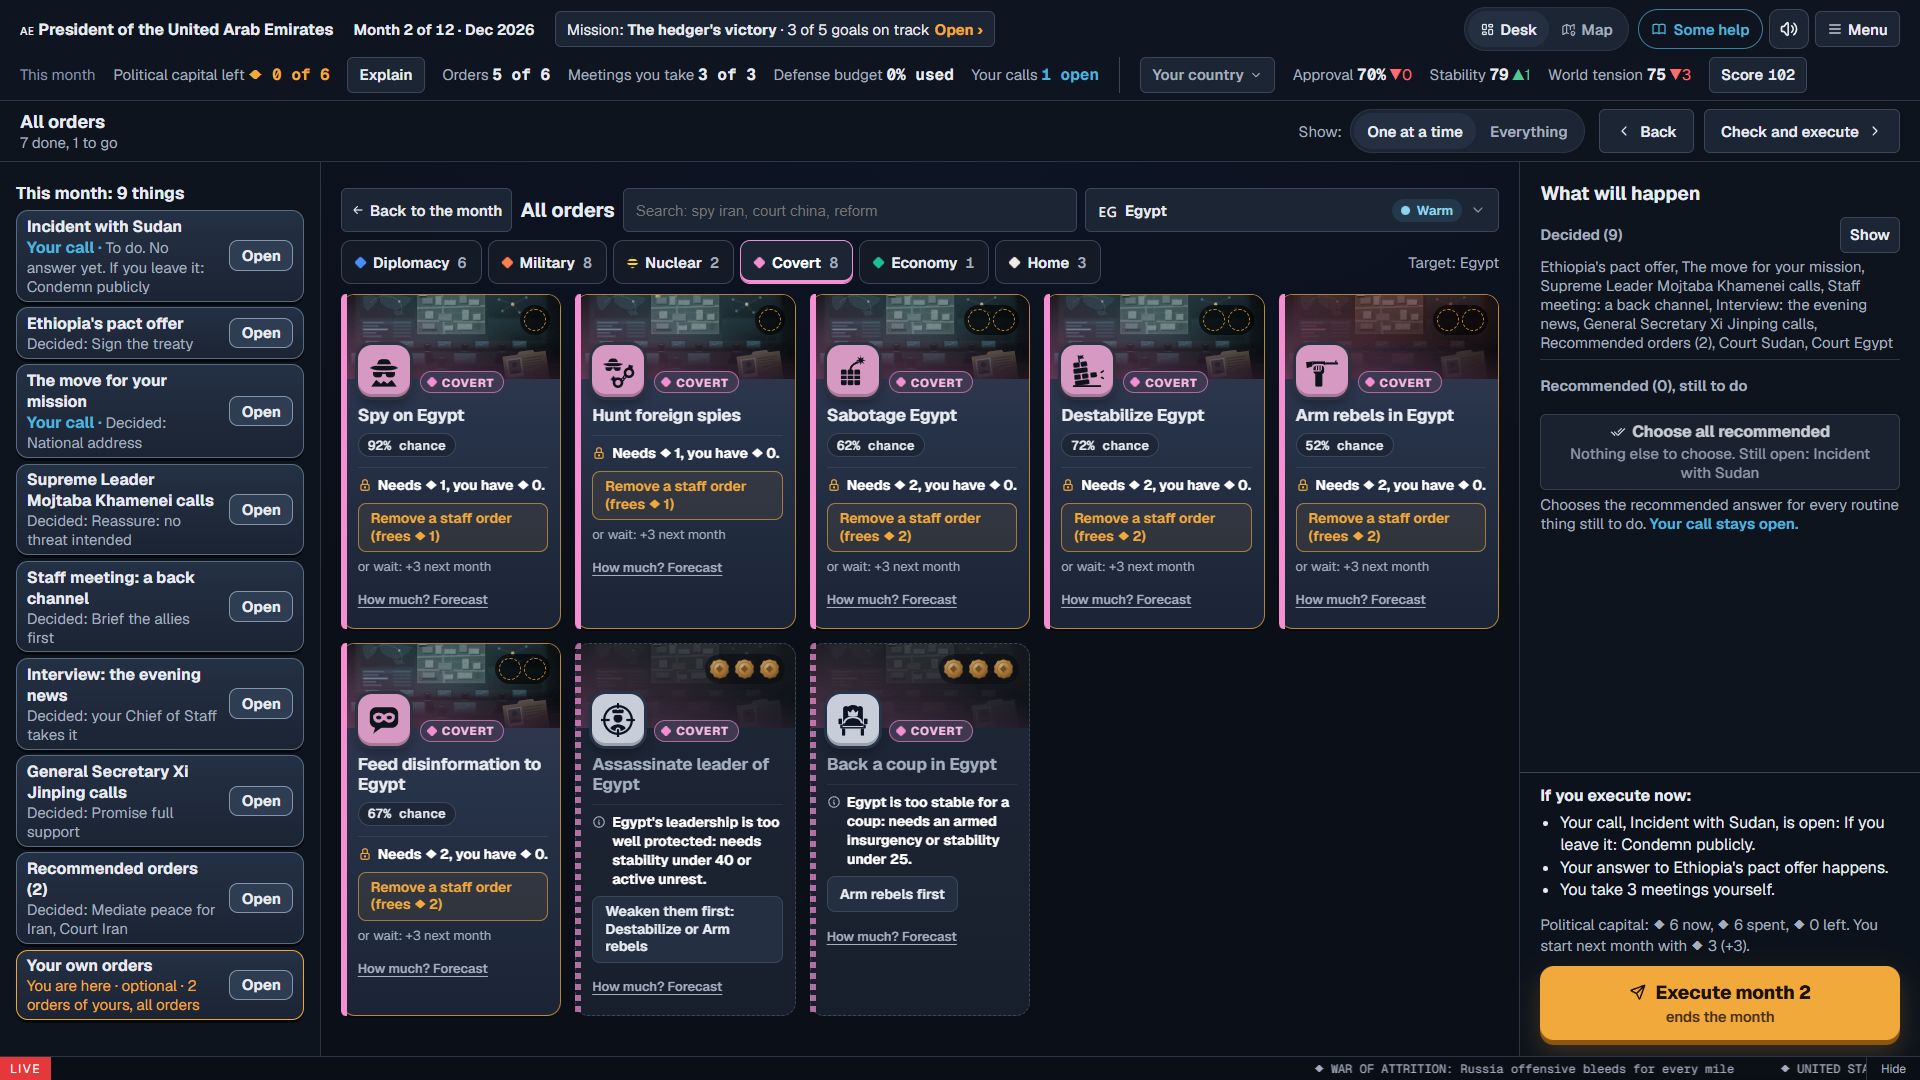 AE President of the United Arab Emirates Month 2 of 12 · Dec 2026 Mission: The hedger's victory · 3 of 5 goals on track Open › Desk Map Some help Menu
This month Political capital left 0 of 6 Explain Orders 5 of 6 Meetings you take 3 of 3 Defense budget 0% used Your calls 1 open Your country Approval 70% ▼0 Stability 79 ▲1 World tension 75 ▼3 Score 102
All orders
7 done, 1 to go
Show: One at a time Everything Back Check and execute
This month: 9 things
Incident with Sudan
Your call · To do. No
answer yet. If you leave it:
Condemn publicly
Open
Ethiopia's pact offer
Decided: Sign the treaty
Open
The move for your
mission
Your call · Decided:
National address
Open
Supreme Leader
Mojtaba Khamenei calls
Decided: Reassure: no
threat intended
Open
Staff meeting: a back
channel
Decided: Brief the allies
first
Open
Interview: the evening
news
Decided: your Chief of Staff
takes it
Open
General Secretary Xi
Jinping calls
Decided: Promise full
support
Open
Recommended orders
(2)
Decided: Mediate peace for
Iran, Court Iran
Open
Your own orders
You are here · optional · 2
orders of yours, all orders
Open
← Back to the month All orders Search: spy iran, court china, reform EG Egypt Warm
Diplomacy 6 Military 8 Nuclear 2 Covert 8 Economy 1 Home 3 Target: Egypt
COVERT
Spy on Egypt
92% chance
Needs ◆ 1, you have ◆ 0.
Remove a staff order
(frees ◆ 1)
or wait: +3 next month
How much? Forecast
COVERT
Hunt foreign spies
Needs ◆ 1, you have ◆ 0.
Remove a staff order
(frees ◆ 1)
or wait: +3 next month
How much? Forecast
COVERT
Sabotage Egypt
62% chance
Needs ◆ 2, you have ◆ 0.
Remove a staff order
(frees ◆ 2)
or wait: +3 next month
How much? Forecast
COVERT
Destabilize Egypt
72% chance
Needs ◆ 2, you have ◆ 0.
Remove a staff order
(frees ◆ 2)
or wait: +3 next month
How much? Forecast
COVERT
Arm rebels in Egypt
52% chance
Needs ◆ 2, you have ◆ 0.
Remove a staff order
(frees ◆ 2)
or wait: +3 next month
How much? Forecast
COVERT
Feed disinformation to
Egypt
67% chance
Needs ◆ 2, you have ◆ 0.
Remove a staff order
(frees ◆ 2)
or wait: +3 next month
How much? Forecast
COVERT
Assassinate leader of
Egypt
Egypt's leadership is too
well protected: needs
stability under 40 or
active unrest.
Weaken them first:
Destabilize or Arm
rebels
How much? Forecast
COVERT
Back a coup in Egypt
Egypt is too stable for a
coup: needs an armed
insurgency or stability
under 25.
Arm rebels first
How much? Forecast
What will happen
Decided (9) Show
Ethiopia's pact offer, The move for your mission,
Supreme Leader Mojtaba Khamenei calls, Staff
meeting: a back channel, Interview: the evening
news, General Secretary Xi Jinping calls,
Recommended orders (2), Court Sudan, Court Egypt
Recommended (0), still to do
Choose all recommended
Nothing else to choose. Still open: Incident
with Sudan
Chooses the recommended answer for every routine
thing still to do. Your call stays open.
If you execute now:
• Your call, Incident with Sudan, is open: If you
leave it: Condemn publicly.
• Your answer to Ethiopia's pact offer happens.
• You take 3 meetings yourself.
Political capital: ◆ 6 now, ◆ 6 spent, ◆ 0 left. You
start next month with ◆ 3 (+3).
Execute month 2
ends the month
LIVE ◆ WAR OF ATTRITION: Russia offensive bleeds for every mile ◆ UNITED STA Hide